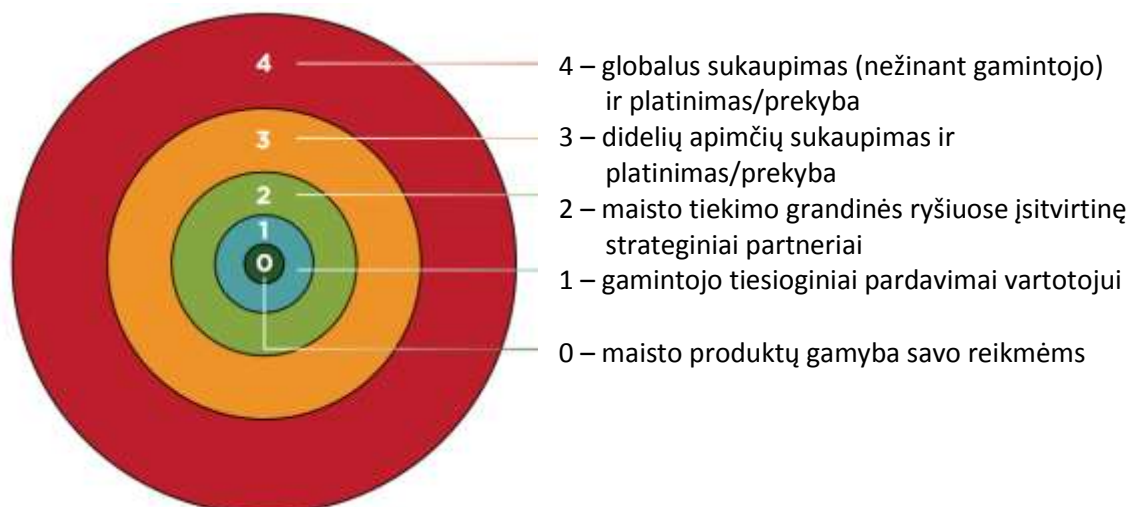 4
3
2
1
0
4 – globalus sukaupimas (nežinant gamintojo)
ir platinimas/prekyba
3 – didelių apimčių sukaupimas ir
platinimas/prekyba
2 – maisto tiekimo grandinės ryšiuose įsitvirtinę
strateginiai partneriai
1 – gamintojo tiesioginiai pardavimai vartotojui
0 – maisto produktų gamyba savo reikmėms